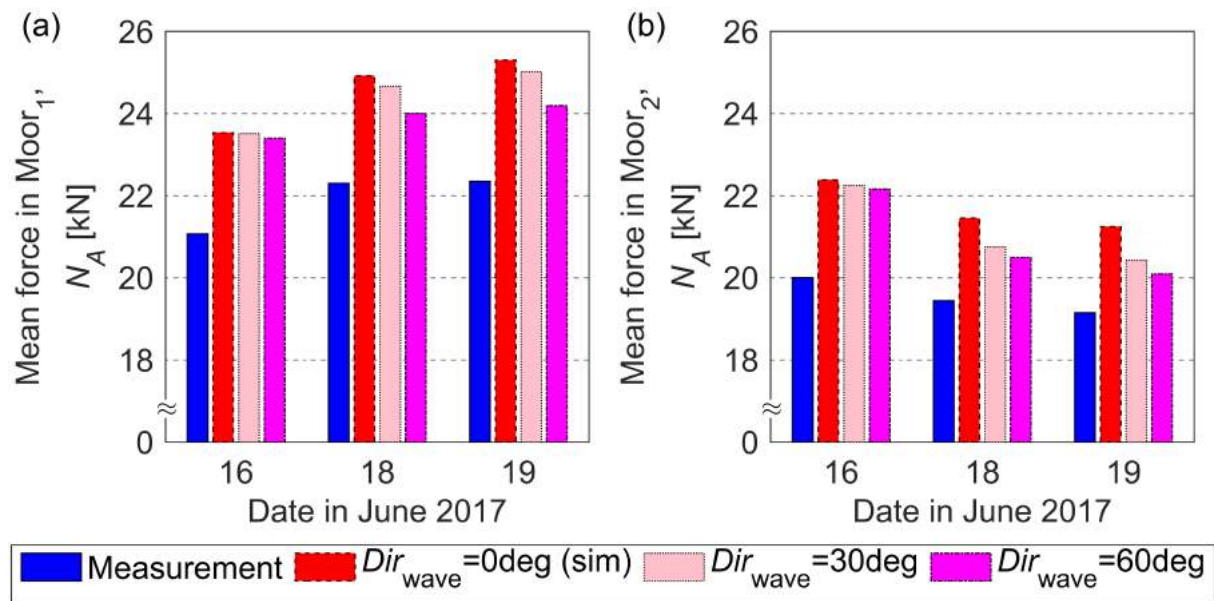 (a)
Mean force in Moor1,
NA [kN]
26
24
22
20
18
0
16 18 19
Date in June 2017
(b)
Mean force in Moor2,
NA [kN]
26
24
22
20
18
0
16 18 19
Date in June 2017
Measurement Dirwave=0deg (sim) Dirwave=30deg Dirwave=60deg